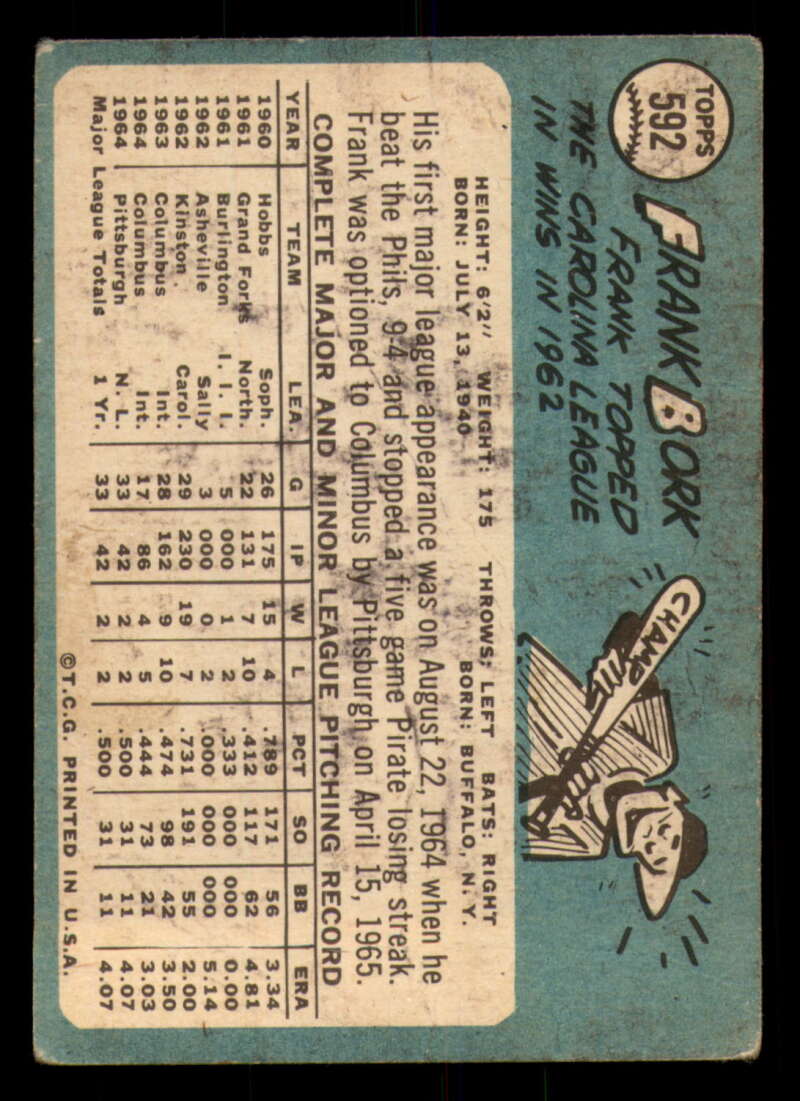 TOPPS
592
FRANK BORK
FRANK TOPPED
THE CAROLINA LEAGUE
IN WINS IN 1962
CHAMP
HEIGHT: 6'2" WEIGHT: 175 THROWS: LEFT BATS: RIGHT
BORN: JULY 13, 1940 BORN: BUFFALO, N. Y.
His first major league appearance was on August 22, 1964 when he
beat the Phils, 9-4 and stopped a five game Pirate losing streak.
Frank was optioned to Columbus by Pittsburgh on April 15, 1965.
COMPLETE MAJOR AND MINOR LEAGUE PITCHING RECORD
YEAR TEAM LEA. G IP W L PCT SO BB ERA
1960 Hobbs Soph. 26 175 15 4 .789 171 56 3.34
1961 Grand Forks North. 22 131 7 10 .412 117 62 4.81
1961 Burlington I. I. I. 5 000 1 2 .333 000 000 0.00
1962 Asheville Sally 3 000 0 2 .000 000 000 5.14
1962 Kinston Carol. 29 230 19 7 .731 191 55 2.00
1963 Columbus Int. 28 162 9 10 .474 98 42 3.50
1964 Columbus Int. 17 86 4 5 .444 73 21 3.03
1964 Pittsburgh N. L. 33 42 2 2 .500 31 11 4.07
Major League Totals 1 Yr. 33 42 2 2 .500 31 11 4.07
©T.C.G. PRINTED IN U.S.A.